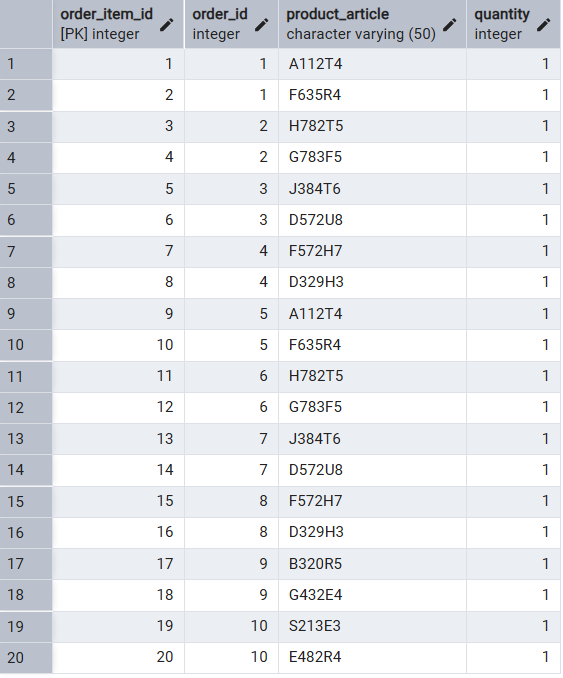 order_item_id order_id product_article quantity
[PK] integer integer character varying (50) integer
1 1 1 A112T4 1
2 2 1 F635R4 1
3 3 2 H782T5 1
4 4 2 G783F5 1
5 5 3 J384T6 1
6 6 3 D572U8 1
7 7 4 F572H7 1
8 8 4 D329H3 1
9 9 5 A112T4 1
10 10 5 F635R4 1
11 11 6 H782T5 1
12 12 6 G783F5 1
13 13 7 J384T6 1
14 14 7 D572U8 1
15 15 8 F572H7 1
16 16 8 D329H3 1
17 17 9 B320R5 1
18 18 9 G432E4 1
19 19 10 S213E3 1
20 20 10 E482R4 1